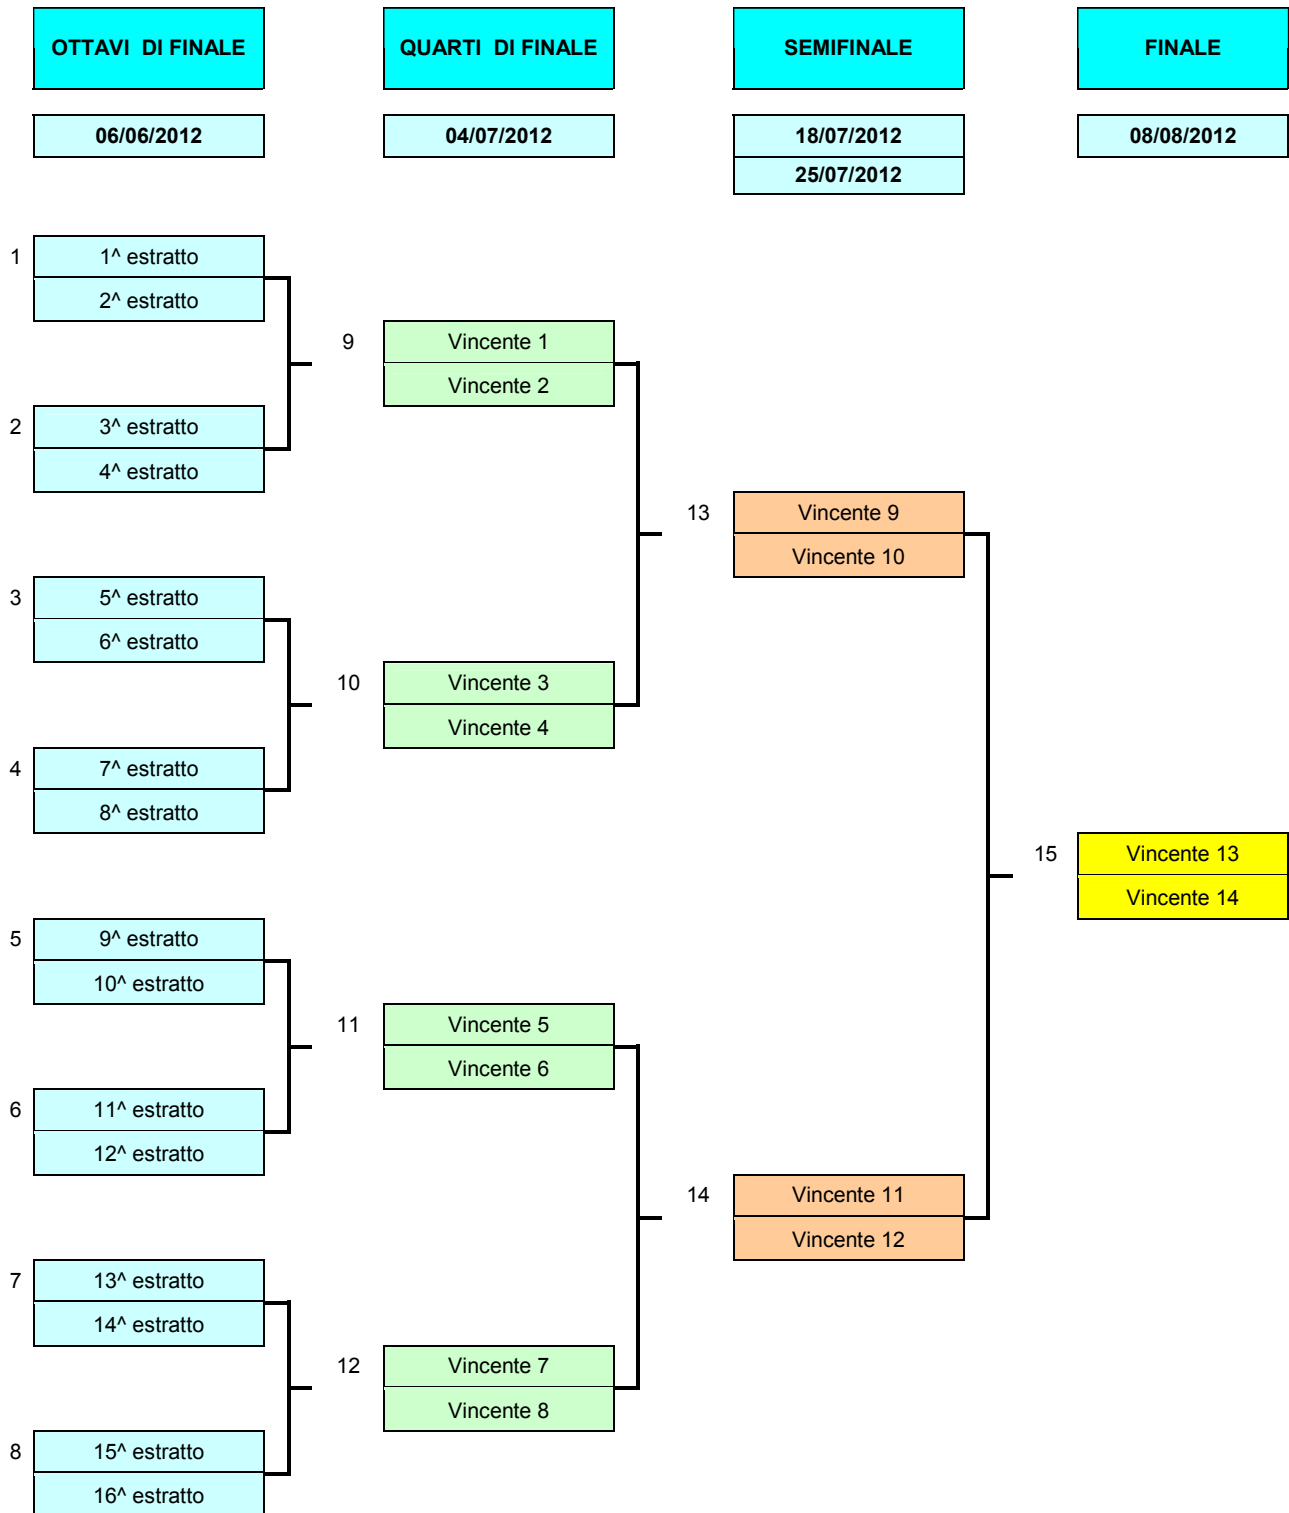 OTTAVI DI FINALE
QUARTI DI FINALE
SEMIFINALE
FINALE
06/06/2012
04/07/2012
18/07/2012
08/08/2012
25/07/2012
1 1^ estratto
2^ estratto
9 Vincente 1
Vincente 2
2 3^ estratto
4^ estratto
13 Vincente 9
Vincente 10
3 5^ estratto
6^ estratto
10 Vincente 3
Vincente 4
4 7^ estratto
8^ estratto
15 Vincente 13
Vincente 14
5 9^ estratto
10^ estratto
11 Vincente 5
Vincente 6
6 11^ estratto
12^ estratto
14 Vincente 11
Vincente 12
7 13^ estratto
14^ estratto
12 Vincente 7
Vincente 8
8 15^ estratto
16^ estratto